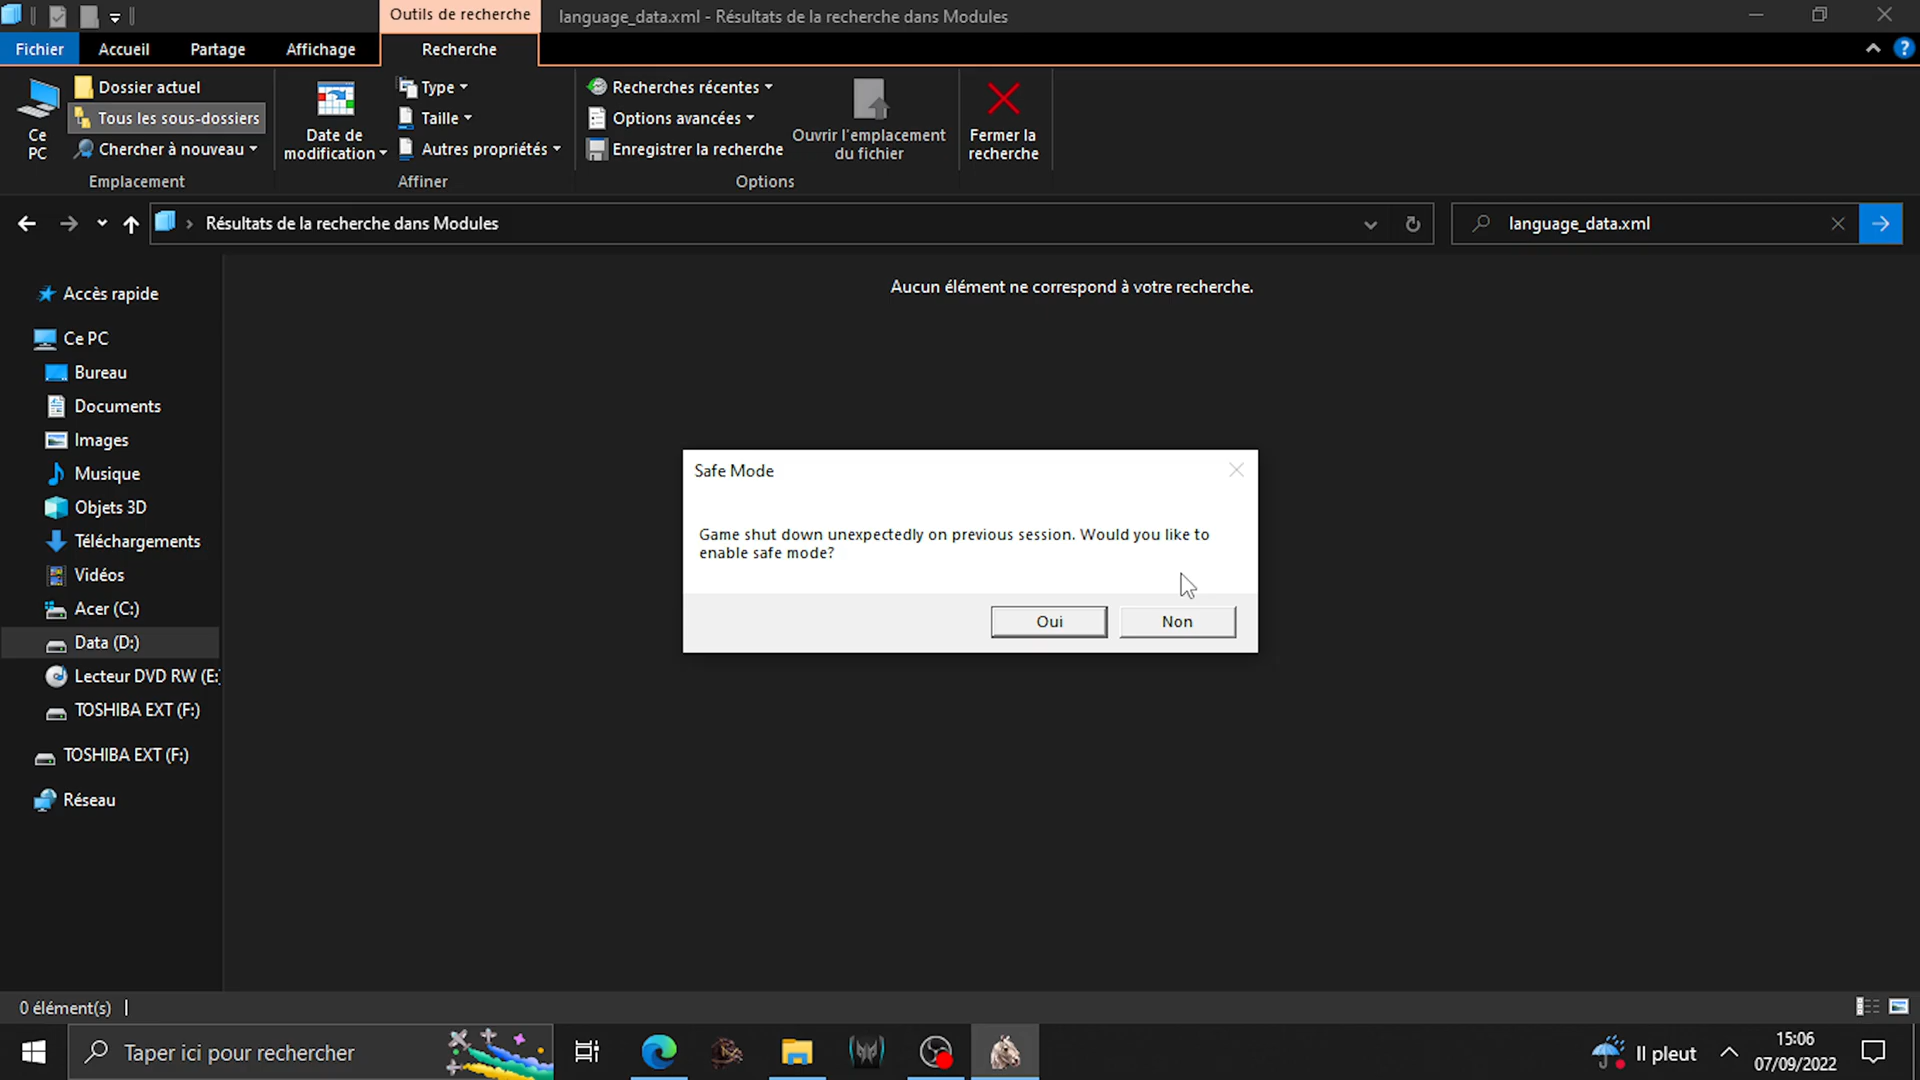 Outils de recherche
language_data.xml - Résultats de la recherche dans Modules
Fichier
Accueil
Partage
Affichage
Recherche
Ce PC
Dossier actuel
Tous les sous-dossiers
Chercher à nouveau
Emplacement
Date de modification
Type
Taille
Autres propriétés
Affiner
Recherches récentes
Options avancées
Enregistrer la recherche
Ouvrir l'emplacement du fichier
Options
Fermer la recherche
Résultats de la recherche dans Modules
language_data.xml
Aucun élément ne correspond à votre recherche.
Accès rapide
Ce PC
Bureau
Documents
Images
Musique
Objets 3D
Téléchargements
Vidéos
Acer (C:)
Data (D:)
Lecteur DVD RW (E:
TOSHIBA EXT (F:)
TOSHIBA EXT (F:)
Réseau
Safe Mode
Game shut down unexpectedly on previous session. Would you like to
enable safe mode?
Oui
Non
0 élément(s)
Taper ici pour rechercher
Il pleut
15:06
07/09/2022